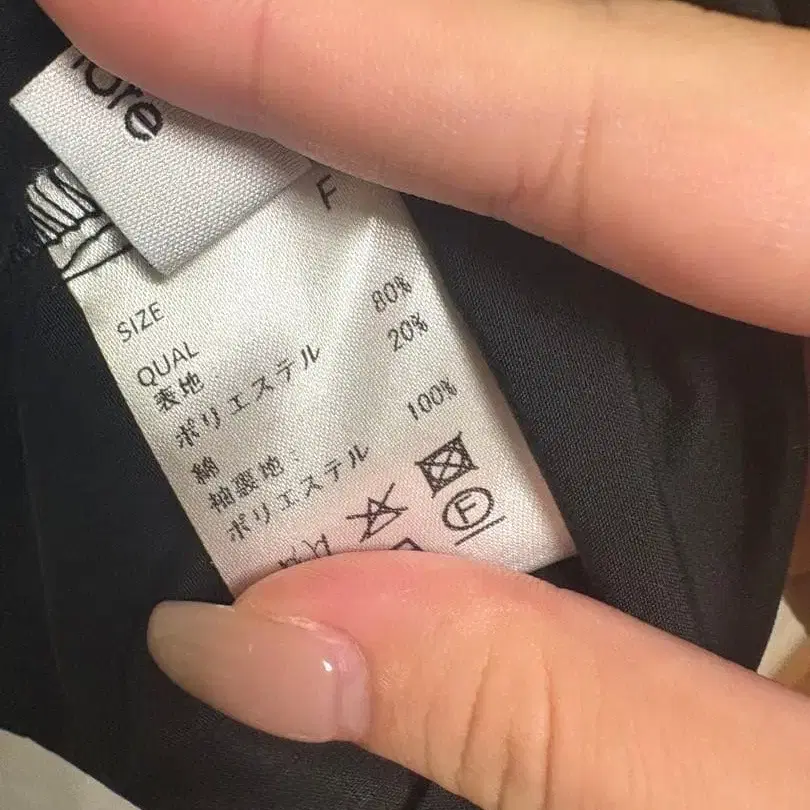 ore
SIZE F
QUAL
表地:
ポリエステル 80%
綿 20%
袖裏地:
ポリエステル 100%
F